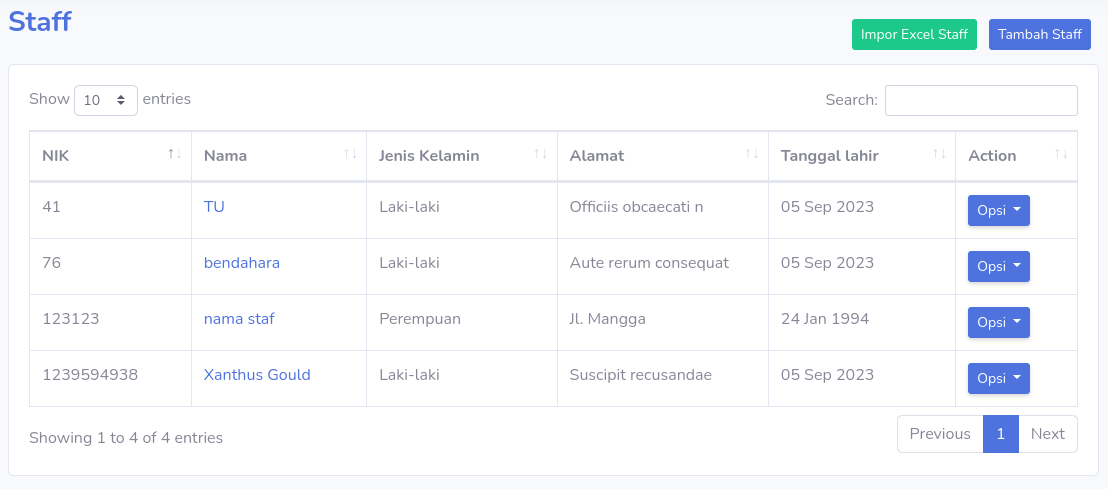 Staff
Impor Excel Staff Tambah Staff
Show 10 entries Search:
NIK Nama Jenis Kelamin Alamat Tanggal lahir Action
41 TU Laki-laki Officiis obcaecati n 05 Sep 2023 Opsi
76 bendahara Laki-laki Aute rerum consequat 05 Sep 2023 Opsi
123123 nama staf Perempuan Jl. Mangga 24 Jan 1994 Opsi
1239594938 Xanthus Gould Laki-laki Suscipit recusandae 05 Sep 2023 Opsi
Showing 1 to 4 of 4 entries Previous 1 Next